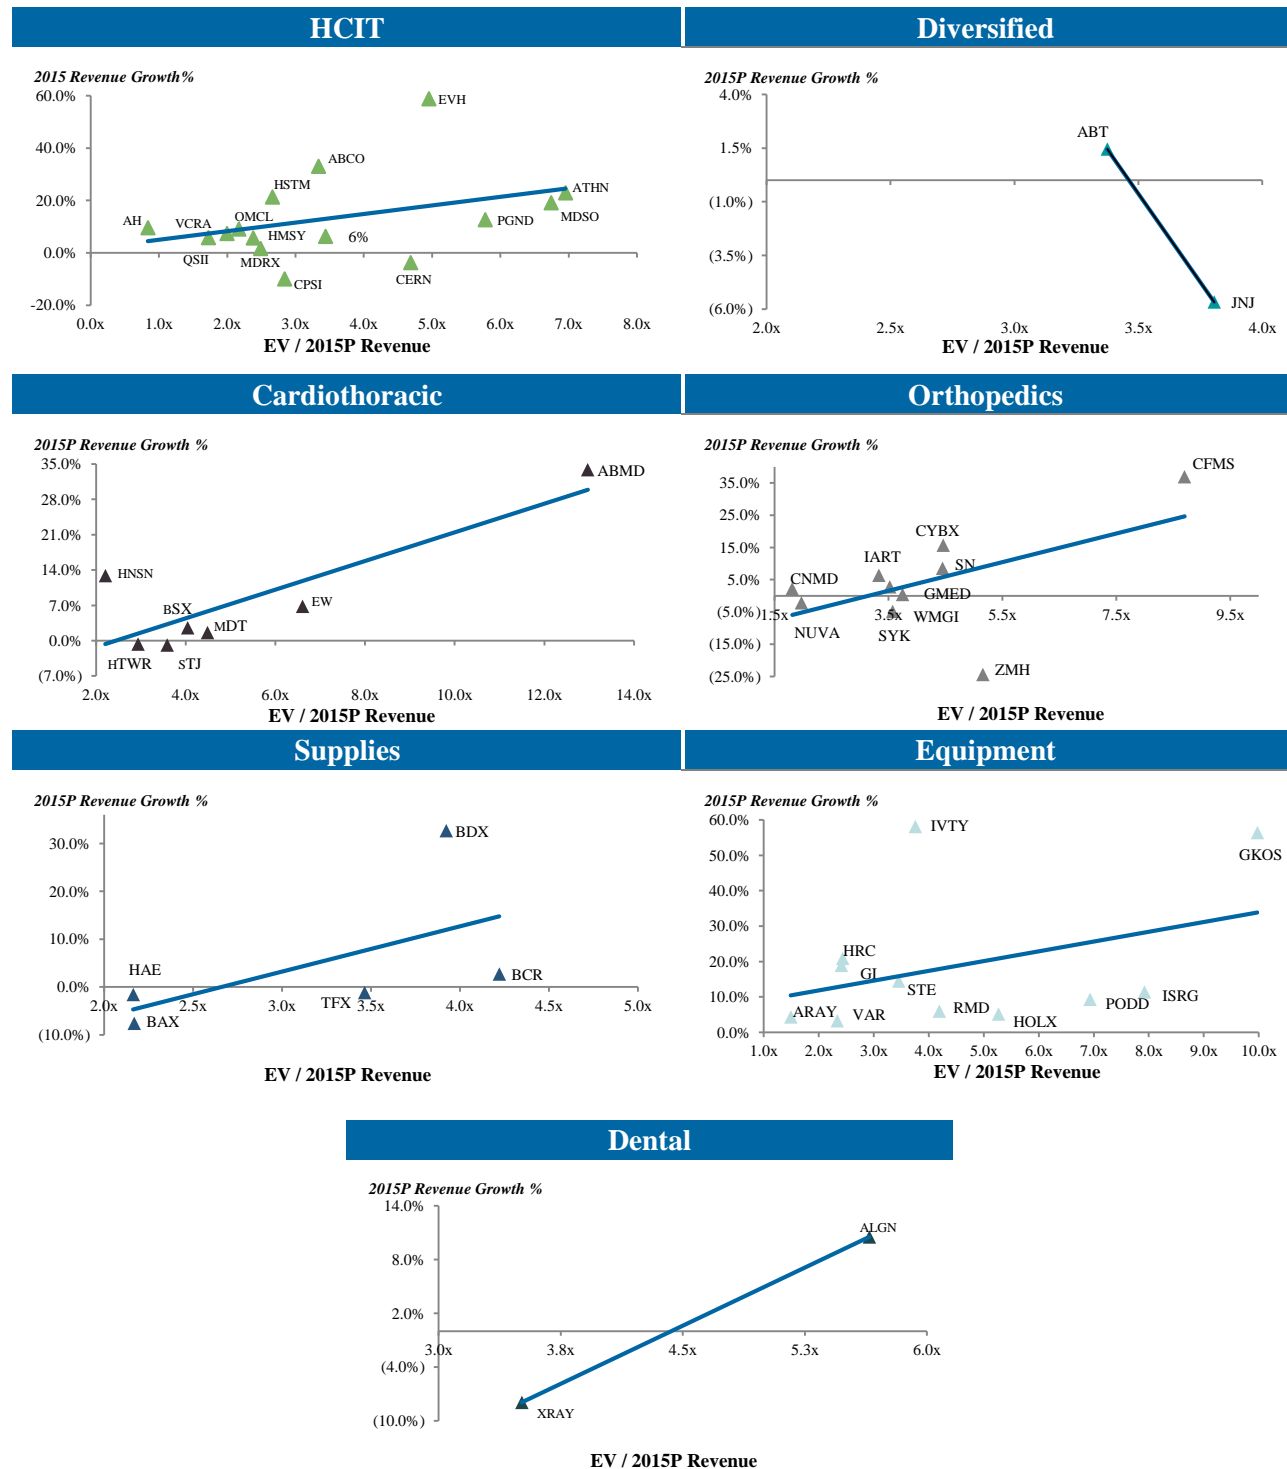 HCIT
2015 Revenue Growth%
60.0%
40.0%
20.0%
0.0%
-20.0%
0.0x 1.0x 2.0x 3.0x 4.0x 5.0x 6.0x 7.0x 8.0x
EVH
ABCO
HSTM
ATHN
AH
VCRA
OMCL
PGND
MDSO
HMSY
6%
QSII
MDRX
CPSI
CERN
EV / 2015P Revenue
Diversified
2015P Revenue Growth %
4.0%
1.5%
(1.0%)
(3.5%)
(6.0%)
2.0x 2.5x 3.0x 3.5x 4.0x
ABT
JNJ
EV / 2015P Revenue
Cardiothoracic
2015P Revenue Growth %
35.0%
28.0%
21.0%
14.0%
7.0%
0.0%
(7.0%)
2.0x 4.0x 6.0x 8.0x 10.0x 12.0x 14.0x
ABMD
HNSN
BSX
EW
MDT
HTWR
STJ
EV / 2015P Revenue
Orthopedics
2015P Revenue Growth %
35.0%
25.0%
15.0%
5.0%
(5.0%)
(15.0%)
(25.0%)
1.5x 3.5x 5.5x 7.5x 9.5x
CFMS
CYBX
IART
SN
CNMD
GMED
WMGI
NUVA
SYK
ZMH
EV / 2015P Revenue
Supplies
2015P Revenue Growth %
30.0%
20.0%
10.0%
0.0%
(10.0%)
2.0x 2.5x 3.0x 3.5x 4.0x 4.5x 5.0x
BDX
HAE
BCR
TFX
BAX
EV / 2015P Revenue
Equipment
2015P Revenue Growth %
60.0%
50.0%
40.0%
30.0%
20.0%
10.0%
0.0%
1.0x 2.0x 3.0x 4.0x 5.0x 6.0x 7.0x 8.0x 9.0x 10.0x
IVTY
GKOS
HRC
GI
STE
ISRG
PODD
ARAY
VAR
RMD
HOLX
EV / 2015P Revenue
Dental
2015P Revenue Growth %
14.0%
8.0%
2.0%
(4.0%)
(10.0%)
3.0x 3.8x 4.5x 5.3x 6.0x
ALGN
XRAY
EV / 2015P Revenue